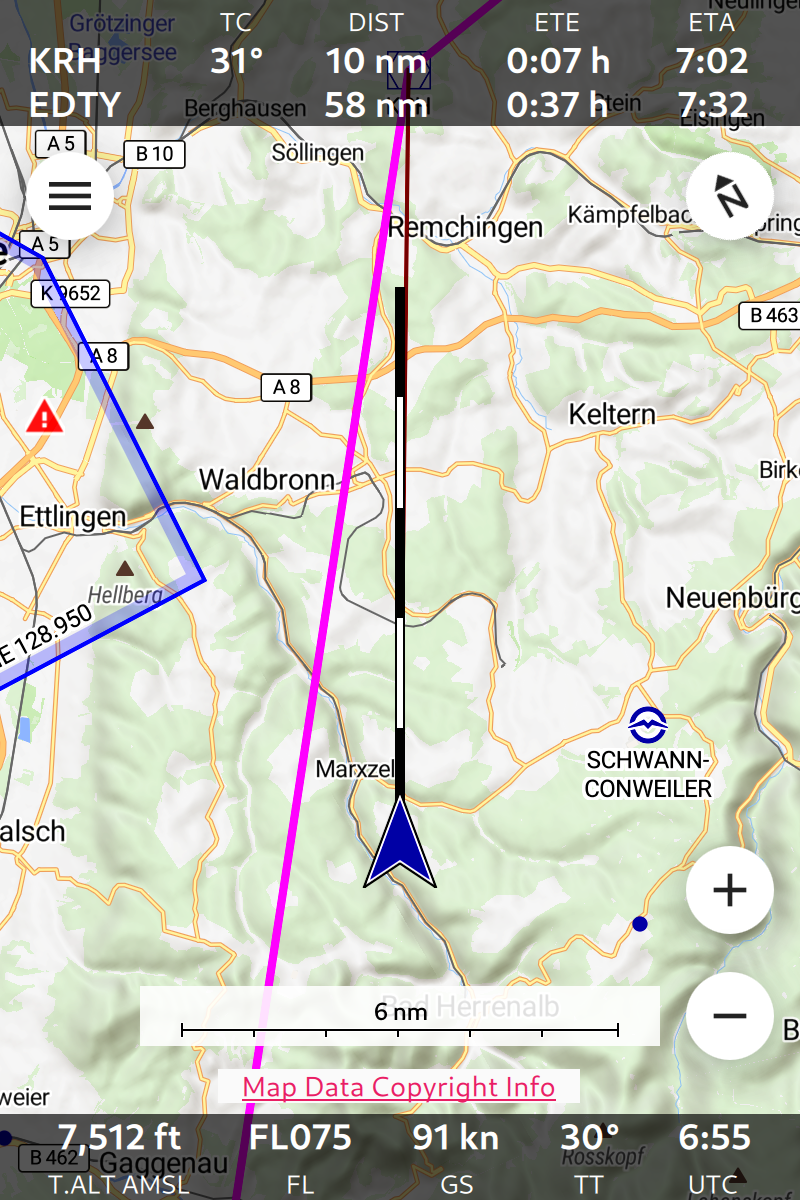 Neulingen
Grötzinger
Baggersee
TC DIST ETE ETA
KRH 31° 10 nm 0:07 h 7:02
EDTY 58 nm 0:37 h 7:32
Berghausen
Stein
Eisingen
A 5
B 10
Söllingen
N
Remchingen
Kämpfelbac
pring
e
A 5
K 9652
B 463
A 8
A 8
Keltern
Waldbronn
Birke
Ettlingen
Hellberg
Neuenbürg
E 128.950
SCHWANN-
CONWEILER
Marxzel
alsch
+
Bad Herrenalb
6 nm
−
B
Map Data Copyright Info
weier
7,512 ft FL075 91 kn 30° 6:55
B 462
Gaggenau
Rosskopf
T.ALT AMSL FL GS TT UTC